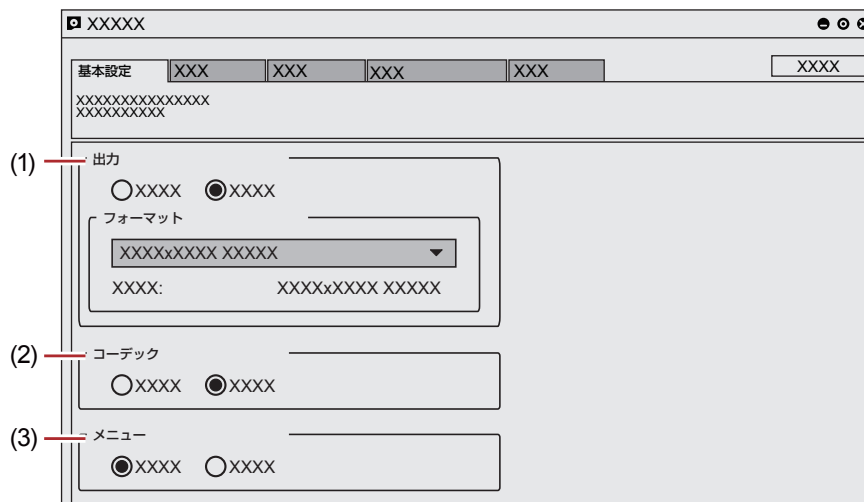 XXXXX
基本設定 XXX XXX XXX XXX XXXX
XXXXXXXXXXXXXXX
XXXXXXXXXX
(1) 出力
XXXX XXXX
フォーマット
XXXXxXXXX XXXXX
XXXX: XXXXxXXXX XXXXX
(2) コーデック
XXXX XXXX
(3) メニュー
XXXX XXXX